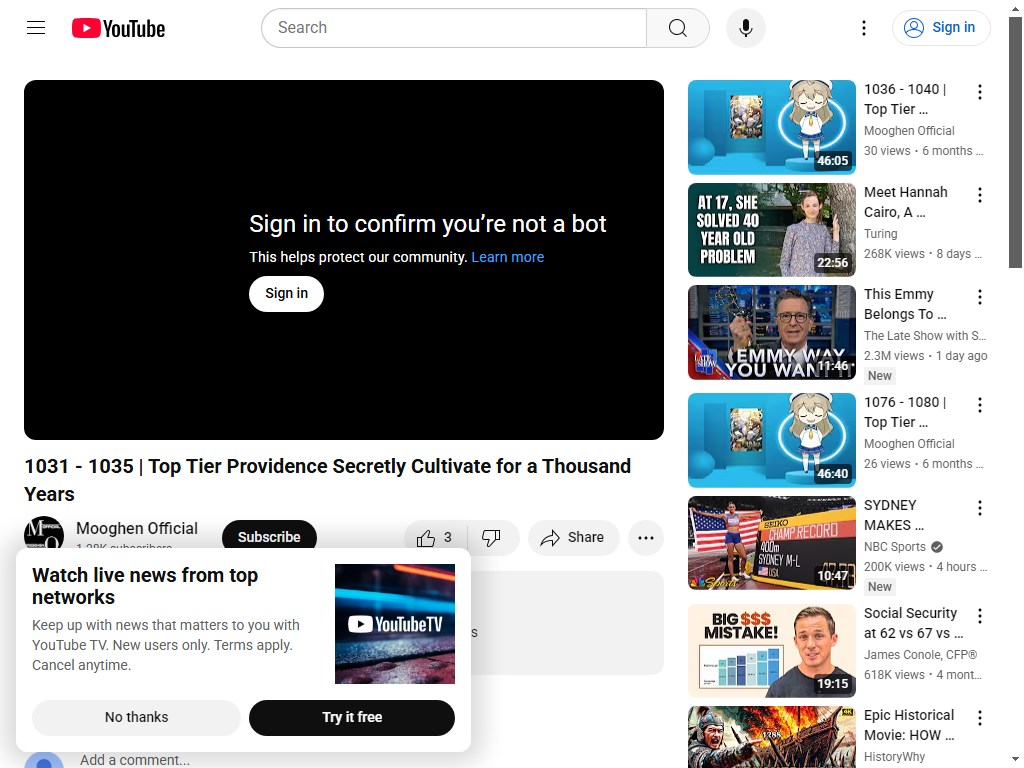 YouTube
Search
Sign in
Sign in to confirm you're not a bot
This helps protect our community. Learn more
Sign in
1031 - 1035 | Top Tier Providence Secretly Cultivate for a Thousand
Years
Mooghen Official
Subscribe
3
Share
Watch live news from top
networks
Keep up with news that matters to you with
YouTube TV. New users only. Terms apply.
Cancel anytime.
YouTubeTV
No thanks
Try it free
Add a comment...
1036 - 1040 |
Top Tier ...
Mooghen Official
30 views • 6 months ...
46:05
AT 17, SHE
SOLVED 40
YEAR OLD
PROBLEM
22:56
Meet Hannah
Cairo, A ...
Turing
268K views • 8 days ...
EMMY WAY
YOU WANT IT
11:46
This Emmy
Belongs To ...
The Late Show with S...
2.3M views • 1 day ago
New
46:40
1076 - 1080 |
Top Tier ...
Mooghen Official
26 views • 6 months ...
SEIKO
CHAMP RECORD
400m
SYDNEY M-L
USA
Sports
10:47
SYDNEY
MAKES ...
NBC Sports
200K views • 4 hours ...
New
BIG $$$
MISTAKE!
19:15
Social Security
at 62 vs 67 vs ...
James Conole, CFP®
618K views • 4 mont...
4K
1288
Epic Historical
Movie: HOW ...
HistoryWhy